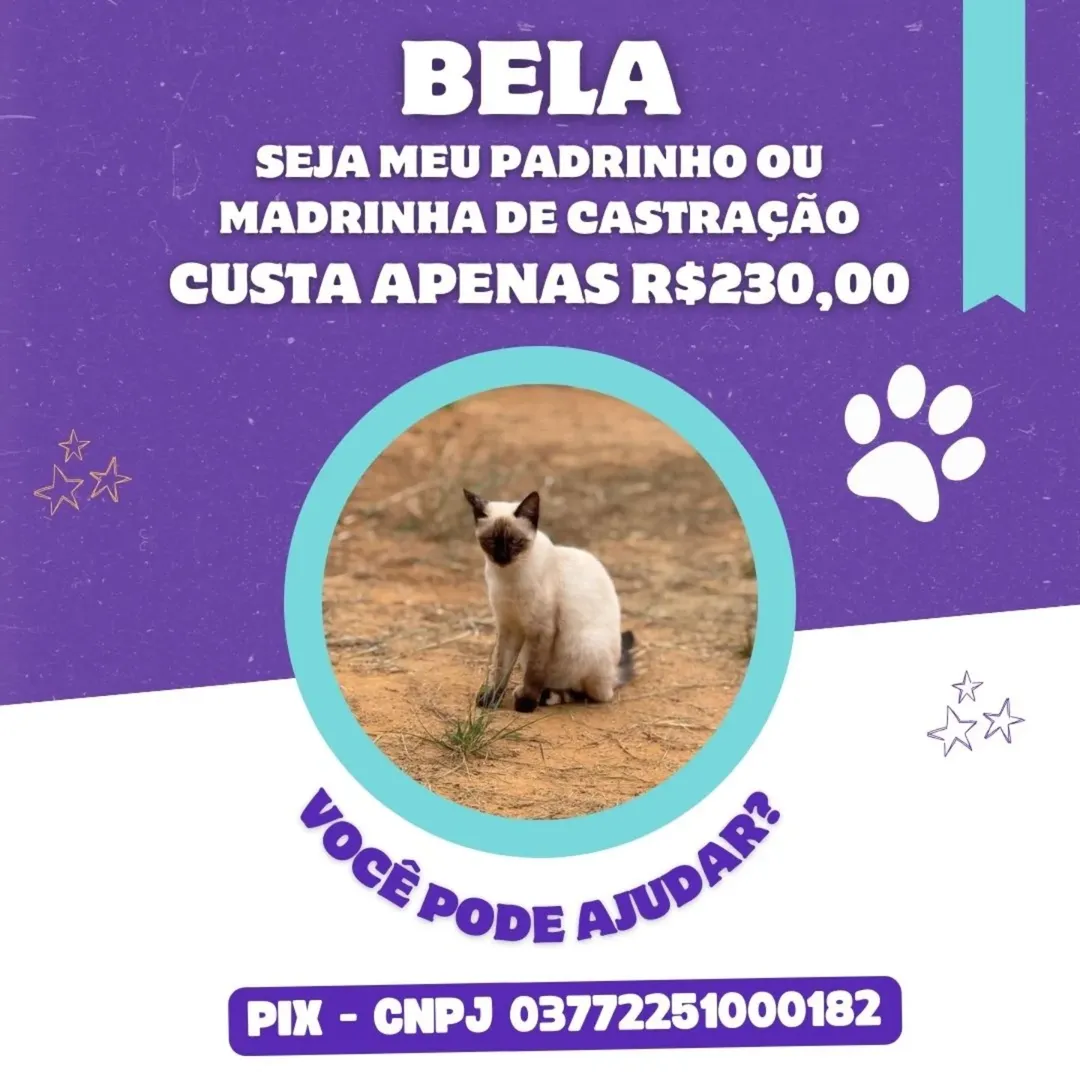 BELA
SEJA MEU PADRINHO OU
MADRINHA DE CASTRAÇÃO
CUSTA APENAS R$230,00
VOCÊ PODE AJUDAR?
PIX - CNPJ 03772251000182